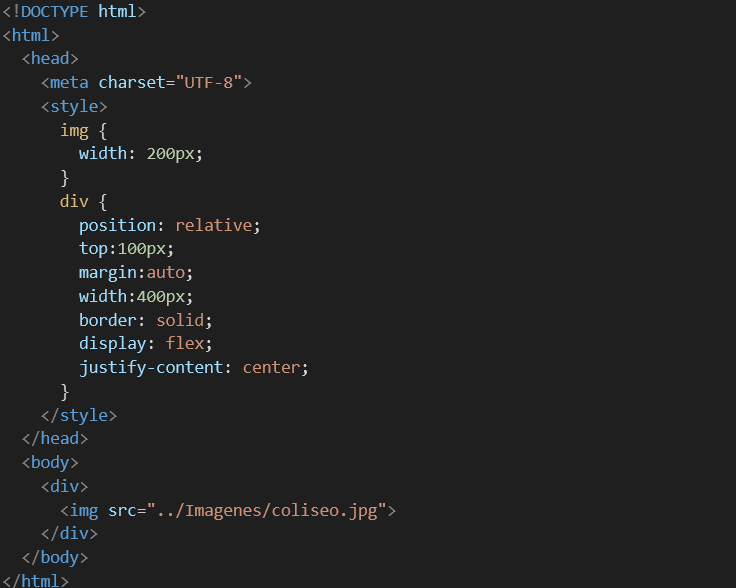 <!DOCTYPE html>
<html>
  <head>
    <meta charset="UTF-8">
    <style>
      img {
        width: 200px;
      }
      div {
        position: relative;
        top:100px;
        margin:auto;
        width:400px;
        border: solid;
        display: flex;
        justify-content: center;
      }
    </style>
  </head>
  <body>
    <div>
      <img src="../Imagenes/coliseo.jpg">
    </div>
  </body>
</html>